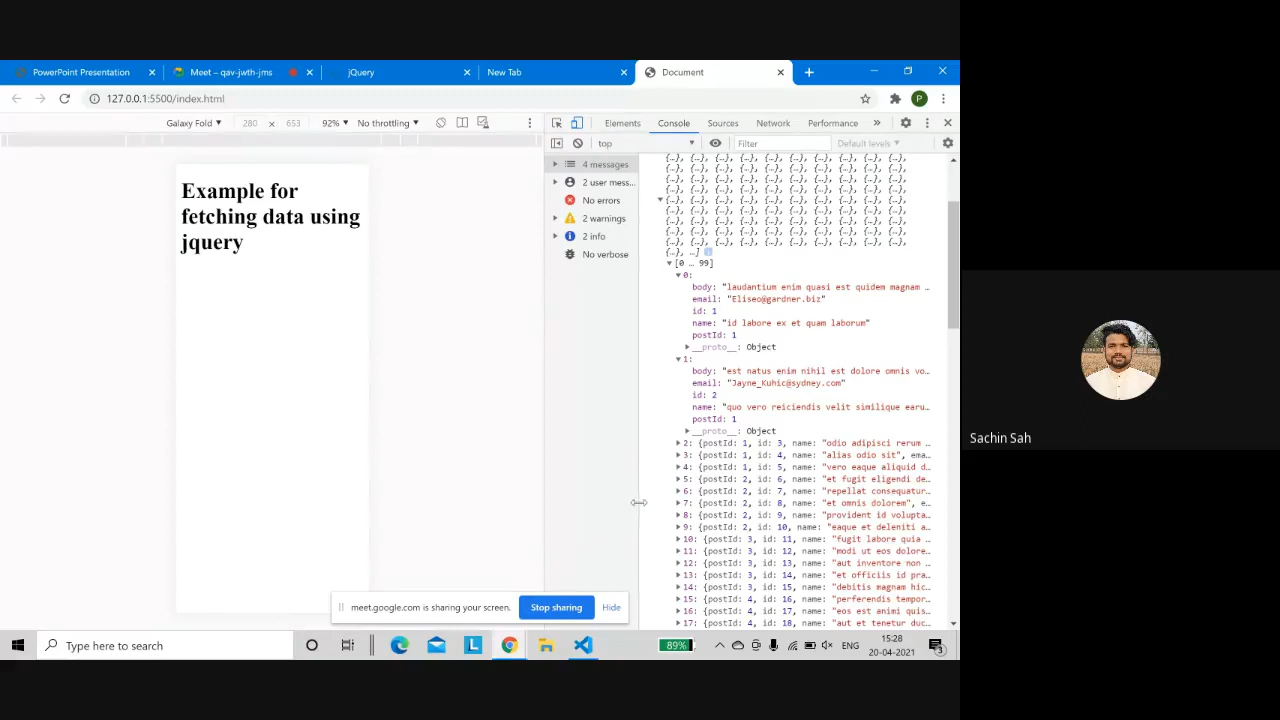 PowerPoint Presentation
Meet – qav-jwth-jms
jQuery
New Tab
Document
127.0.0.1:5500/index.html
P
Galaxy Fold ▼ 280 × 653 92% ▼ No throttling ▼
Elements Console Sources Network Performance »
top ▼ Filter Default levels ▼
Example for
fetching data using
jquery
4 messages
2 user mess...
No errors
2 warnings
2 info
No verbose
{…}, {…}, {…}, {…}, {…}, {…}, {…}, {…}, {…}, {…},
{…}, {…}, {…}, {…}, {…}, {…}, {…}, {…}, {…}, {…},
{…}, {…}, {…}, {…}, {…}, {…}, {…}, {…}, {…}, {…},
{…}, {…}, {…}, {…}, {…}, {…}, {…}, {…}, {…}, {…},
{…}, {…}, {…}, {…}, {…}, {…}, {…}, {…}, {…}, {…},
{…}, {…}, {…}, {…}, {…}, {…}, {…}, {…}, {…}, {…},
{…}, {…}, {…}, {…}, {…}, {…}, {…}, {…}, {…}, {…},
{…}, {…}, {…}, {…}, {…}, {…}, {…}, {…}, {…}, {…},
{…}, {…}, {…}, {…}, {…}, {…}, {…}, {…}, {…}, {…},
{…}, …]
[0 … 99]
0:
body: "laudantium enim quasi est quidem magnam …
email: "Eliseo@gardner.biz"
id: 1
name: "id labore ex et quam laborum"
postId: 1
__proto__: Object
1:
body: "est natus enim nihil est dolore omnis vo…
email: "Jayne_Kuhic@sydney.com"
id: 2
name: "quo vero reiciendis velit similique earu…
postId: 1
__proto__: Object
2: {postId: 1, id: 3, name: "odio adipisci rerum …
3: {postId: 1, id: 4, name: "alias odio sit", ema…
4: {postId: 1, id: 5, name: "vero eaque aliquid d…
5: {postId: 2, id: 6, name: "et fugit eligendi de…
6: {postId: 2, id: 7, name: "repellat consequatur…
7: {postId: 2, id: 8, name: "et omnis dolorem", e…
8: {postId: 2, id: 9, name: "provident id volupta…
9: {postId: 2, id: 10, name: "eaque et deleniti a…
10: {postId: 3, id: 11, name: "fugit labore quia …
11: {postId: 3, id: 12, name: "modi ut eos dolore…
12: {postId: 3, id: 13, name: "aut inventore non …
13: {postId: 3, id: 14, name: "et officiis id pra…
14: {postId: 3, id: 15, name: "debitis magnam hic…
15: {postId: 4, id: 16, name: "perferendis tempor…
16: {postId: 4, id: 17, name: "eos est animi quis…
17: {postId: 4, id: 18, name: "aut et tenetur duc…
meet.google.com is sharing your screen. Stop sharing Hide
Type here to search
89%
ENG
15:28
20-04-2021
3
Sachin Sah